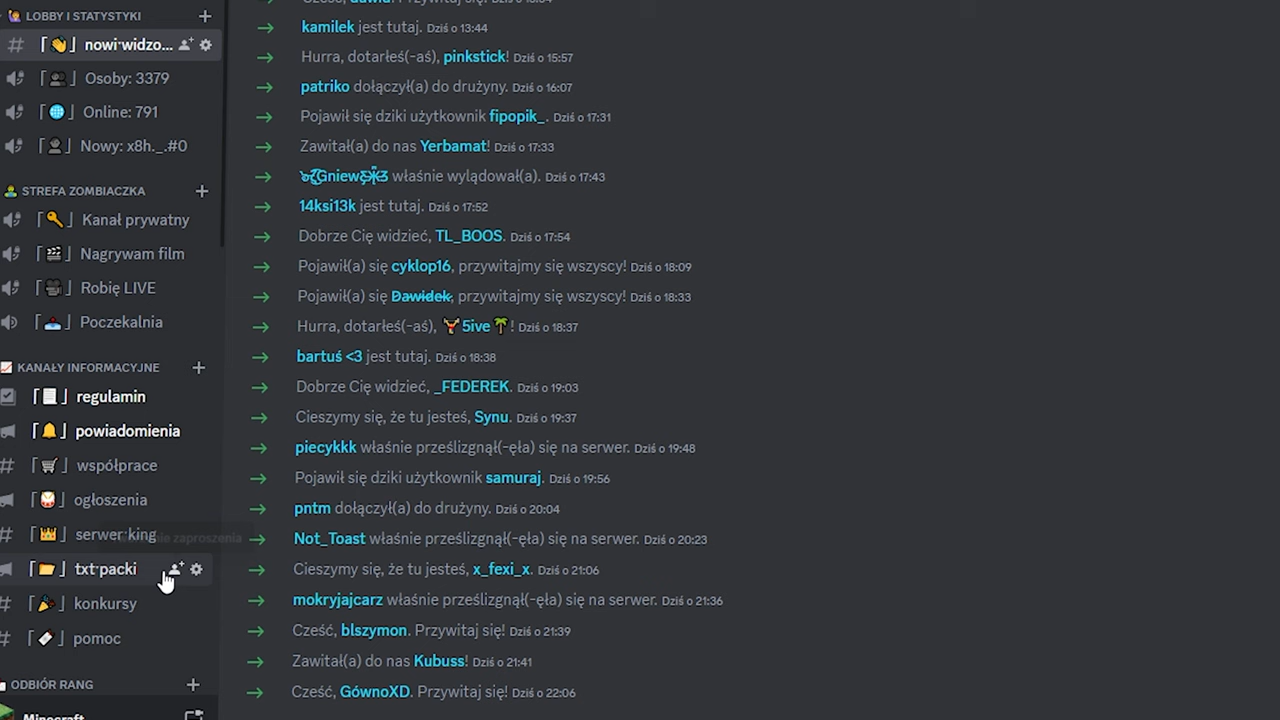 LOBBY I STATYSTYKI
nowi·widzo...
Osoby: 3379
Online: 791
Nowy: x8h._.#0
STREFA ZOMBIACZKA
Kanał prywatny
Nagrywam film
Robię LIVE
Poczekalnia
KANAŁY INFORMACYJNE
regulamin
powiadomienia
współprace
ogłoszenia
serwer·king
zaproszenia
txt·packi
konkursy
pomoc
ODBIÓR RANG
Minecraft
kamilek jest tutaj. Dziś o 13:44
Hurra, dotarłeś(-aś), pinkstick! Dziś o 15:57
patriko dołączył(a) do drużyny. Dziś o 16:07
Pojawił się dziki użytkownik fipopik_. Dziś o 17:31
Zawitał(a) do nas Yerbamat! Dziś o 17:33
właśnie wylądował(a). Dziś o 17:43
14ksi13k jest tutaj. Dziś o 17:52
Dobrze Cię widzieć, TL_BOOS. Dziś o 17:54
Pojawił(a) się cyklop16, przywitajmy się wszyscy! Dziś o 18:09
Pojawił(a) się Dawidek, przywitajmy się wszyscy! Dziś o 18:33
Hurra, dotarłeś(-aś), 5ive🌴! Dziś o 18:37
bartuś <3 jest tutaj. Dziś o 18:38
Dobrze Cię widzieć, _FEDEREK. Dziś o 19:03
Cieszymy się, że tu jesteś, Synu. Dziś o 19:37
piecykkk właśnie prześlizgnął(-ęła) się na serwer. Dziś o 19:48
Pojawił się dziki użytkownik samuraj. Dziś o 19:56
pntm dołączył(a) do drużyny. Dziś o 20:04
Not_Toast właśnie prześlizgnął(-ęła) się na serwer. Dziś o 20:23
Cieszymy się, że tu jesteś, x_fexi_x. Dziś o 21:06
mokryjajcarz właśnie prześlizgnął(-ęła) się na serwer. Dziś o 21:36
Cześć, blszymon. Przywitaj się! Dziś o 21:39
Zawitał(a) do nas Kubuss! Dziś o 21:41
Cześć, GównoXD. Przywitaj się! Dziś o 22:06